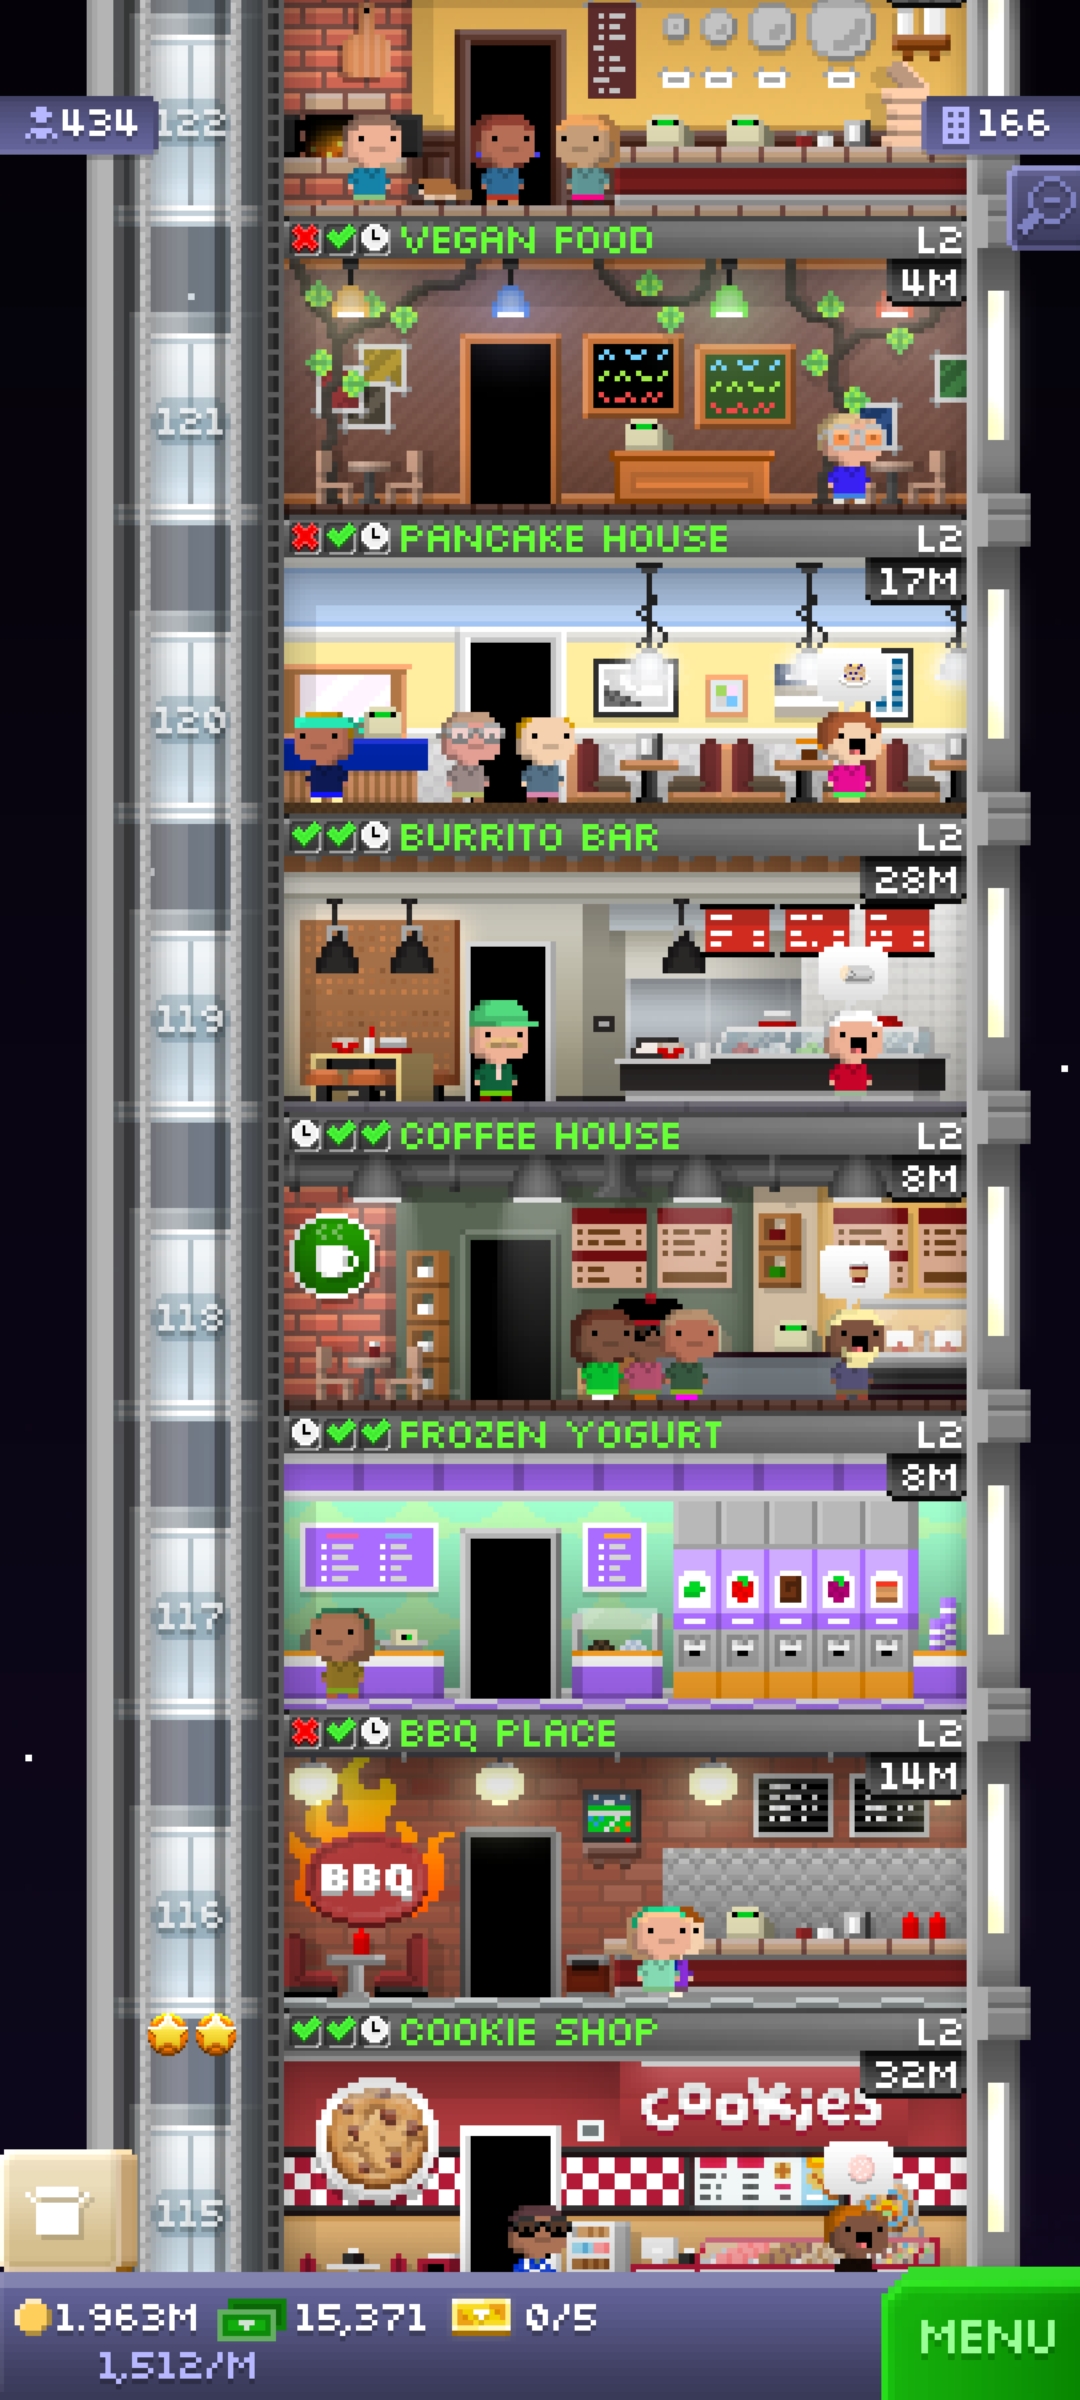 434
122
166
VEGAN FOOD
L2
4M
121
PANCAKE HOUSE
L2
17M
120
BURRITO BAR
L2
28M
119
COFFEE HOUSE
L2
8M
118
FROZEN YOGURT
L2
8M
117
BBQ PLACE
L2
14M
BBQ
116
COOKIE SHOP
L2
32M
cookies
115
1.963M
15,371
0/5
1,512/M
MENU